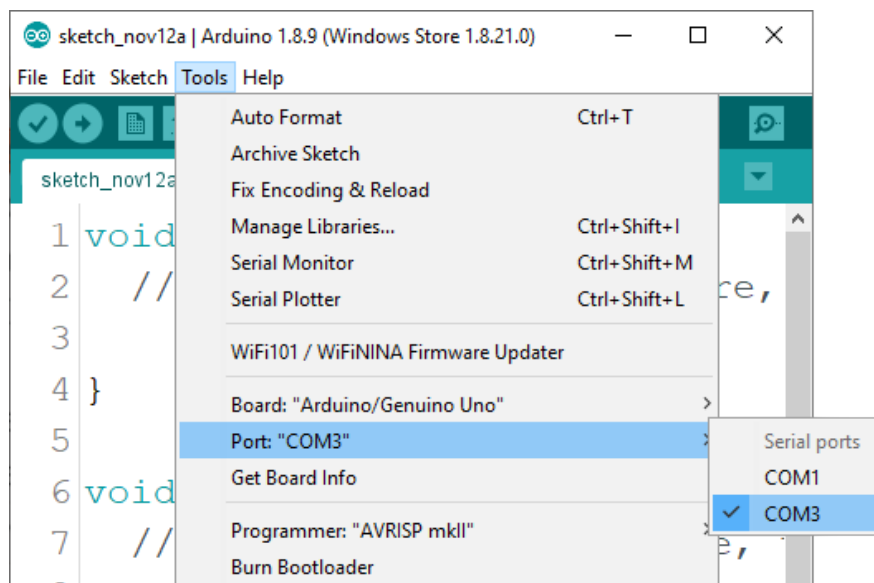 sketch_nov12a | Arduino 1.8.9 (Windows Store 1.8.21.0)
File Edit Sketch Tools Help
Auto Format Ctrl+T
Archive Sketch
sketch_nov12a
Fix Encoding & Reload
1 void
Manage Libraries... Ctrl+Shift+I
Serial Monitor Ctrl+Shift+M
2 // re,
Serial Plotter Ctrl+Shift+L
3
WiFi101 / WiFiNINA Firmware Updater
4 }
Board: "Arduino/Genuino Uno"
5
Port: "COM3"
Serial ports
Get Board Info
COM1
6 void
COM3
7 // e,
Programmer: "AVRISP mkII"
Burn Bootloader